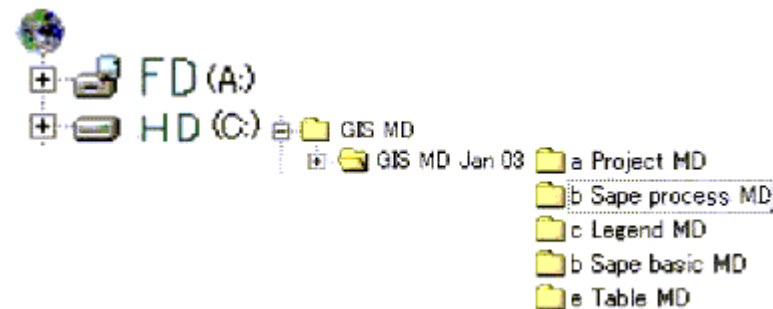 FD (A:)
HD (C:) GIS MD
GIS MD Jan 03 a Project MD
b Sape process MD
c Legend MD
b Sape basic MD
e Table MD